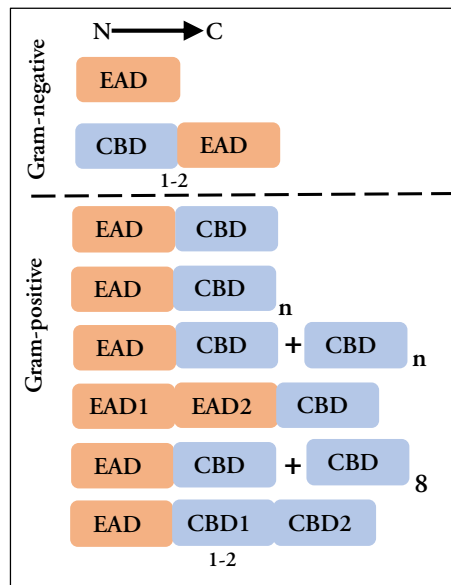 N C
Gram-negative
EAD
CBD EAD
1-2
Gram-positive
EAD CBD
EAD CBD n
EAD CBD + CBD n
EAD1 EAD2 CBD
EAD CBD + CBD 8
EAD CBD1 CBD2
1-2